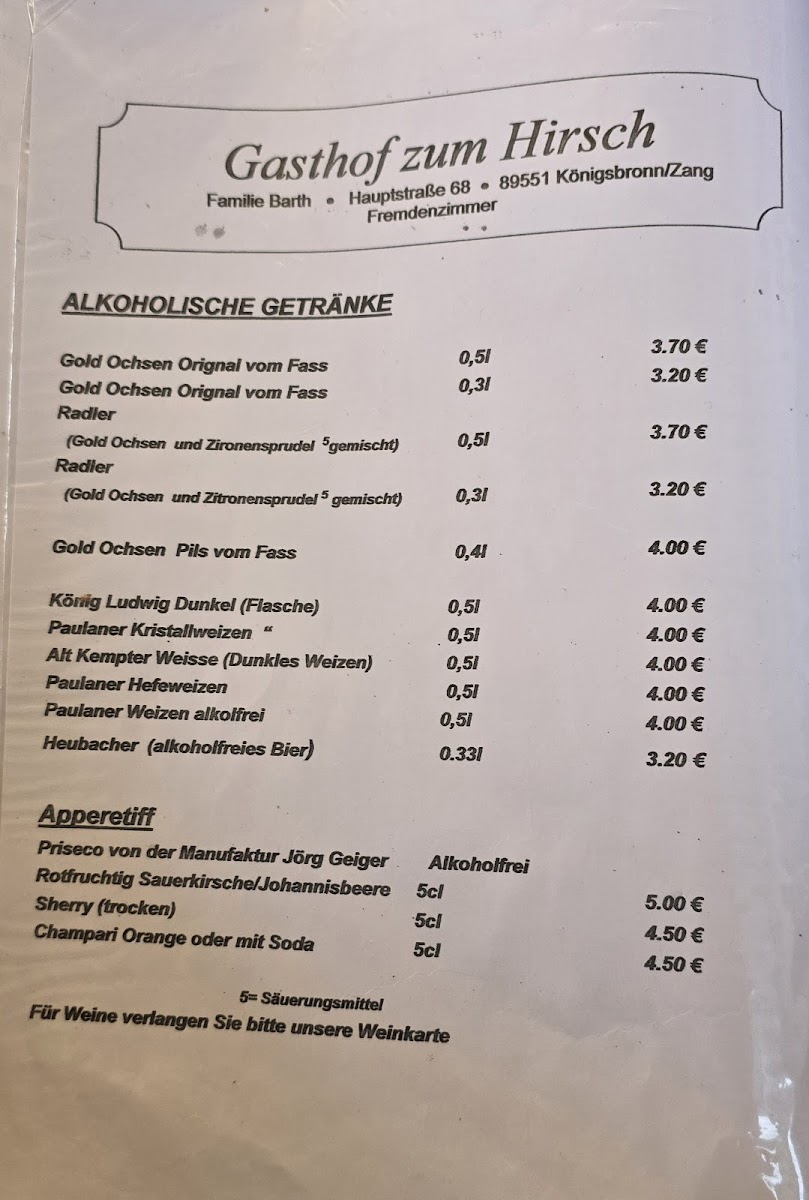 Gasthof zum Hirsch
Familie Barth • Hauptstraße 68 • 89551 Königsbronn/Zang
Fremdenzimmer
ALKOHOLISCHE GETRÄNKE
Gold Ochsen Orignal vom Fass 0,5l 3.70 €
Gold Ochsen Orignal vom Fass 0,3l 3.20 €
Radler
(Gold Ochsen und Zironensprudel ⁵gemischt) 0,5l 3.70 €
Radler
(Gold Ochsen und Zitronensprudel ⁵ gemischt) 0,3l 3.20 €
Gold Ochsen Pils vom Fass 0,4l 4.00 €
König Ludwig Dunkel (Flasche) 0,5l 4.00 €
Paulaner Kristallweizen “ 0,5l 4.00 €
Alt Kempter Weisse (Dunkles Weizen) 0,5l 4.00 €
Paulaner Hefeweizen 0,5l 4.00 €
Paulaner Weizen alkolfrei 0,5l 4.00 €
Heubacher (alkoholfreies Bier) 0.33l 3.20 €
Apperetiff
Priseco von der Manufaktur Jörg Geiger Alkoholfrei
Rotfruchtig Sauerkirsche/Johannisbeere 5cl 5.00 €
Sherry (trocken) 5cl 4.50 €
Champari Orange oder mit Soda 5cl 4.50 €
5= Säuerungsmittel
Für Weine verlangen Sie bitte unsere Weinkarte